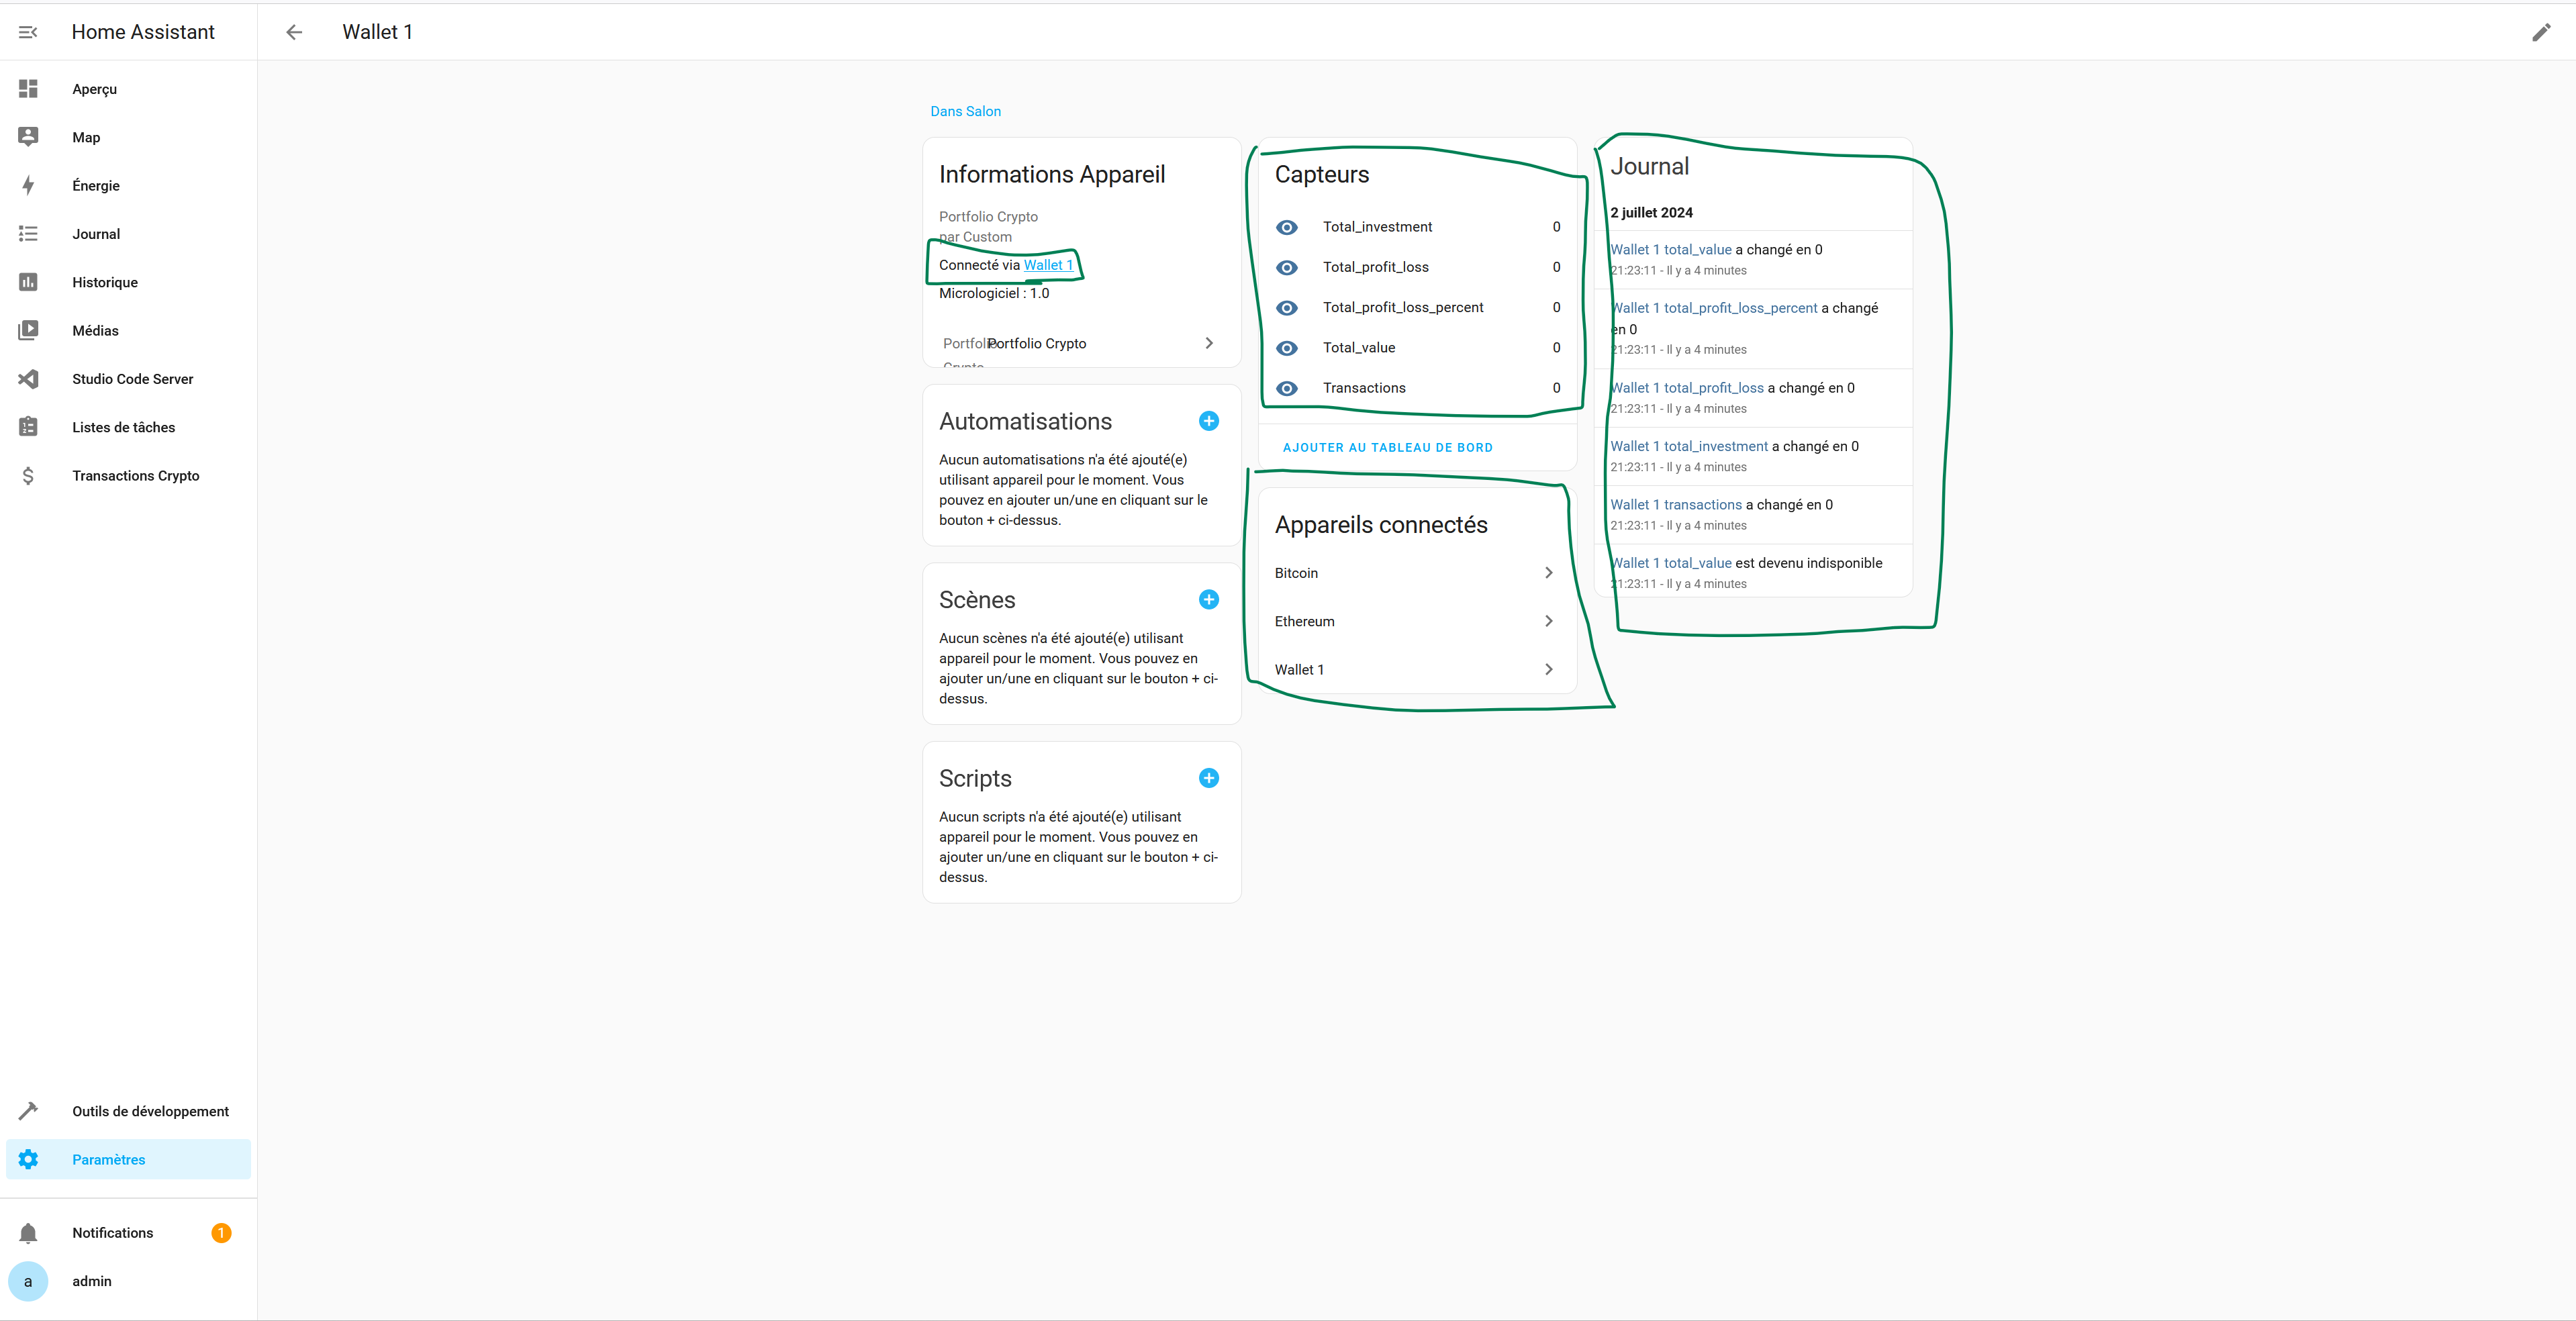 Home Assistant
Wallet 1
Aperçu
Map
Énergie
Journal
Historique
Médias
Studio Code Server
Listes de tâches
Transactions Crypto
Outils de développement
Paramètres
Notifications
1
a
admin
Dans Salon
Informations Appareil
Portfolio Crypto
par Custom
Connecté via Wallet 1
Micrologiciel : 1.0
Portfolio Portfolio Crypto
Crypto
Automatisations
Aucun automatisations n'a été ajouté(e)
utilisant appareil pour le moment. Vous
pouvez en ajouter un/une en cliquant sur le
bouton + ci-dessus.
Scènes
Aucun scènes n'a été ajouté(e) utilisant
appareil pour le moment. Vous pouvez en
ajouter un/une en cliquant sur le bouton + ci-
dessus.
Scripts
Aucun scripts n'a été ajouté(e) utilisant
appareil pour le moment. Vous pouvez en
ajouter un/une en cliquant sur le bouton + ci-
dessus.
Capteurs
Total_investment 0
Total_profit_loss 0
Total_profit_loss_percent 0
Total_value 0
Transactions 0
AJOUTER AU TABLEAU DE BORD
Appareils connectés
Bitcoin
Ethereum
Wallet 1
Journal
2 juillet 2024
Wallet 1 total_value a changé en 0
21:23:11 - Il y a 4 minutes
Wallet 1 total_profit_loss_percent a changé
en 0
21:23:11 - Il y a 4 minutes
Wallet 1 total_profit_loss a changé en 0
21:23:11 - Il y a 4 minutes
Wallet 1 total_investment a changé en 0
21:23:11 - Il y a 4 minutes
Wallet 1 transactions a changé en 0
21:23:11 - Il y a 4 minutes
Wallet 1 total_value est devenu indisponible
21:23:11 - Il y a 4 minutes